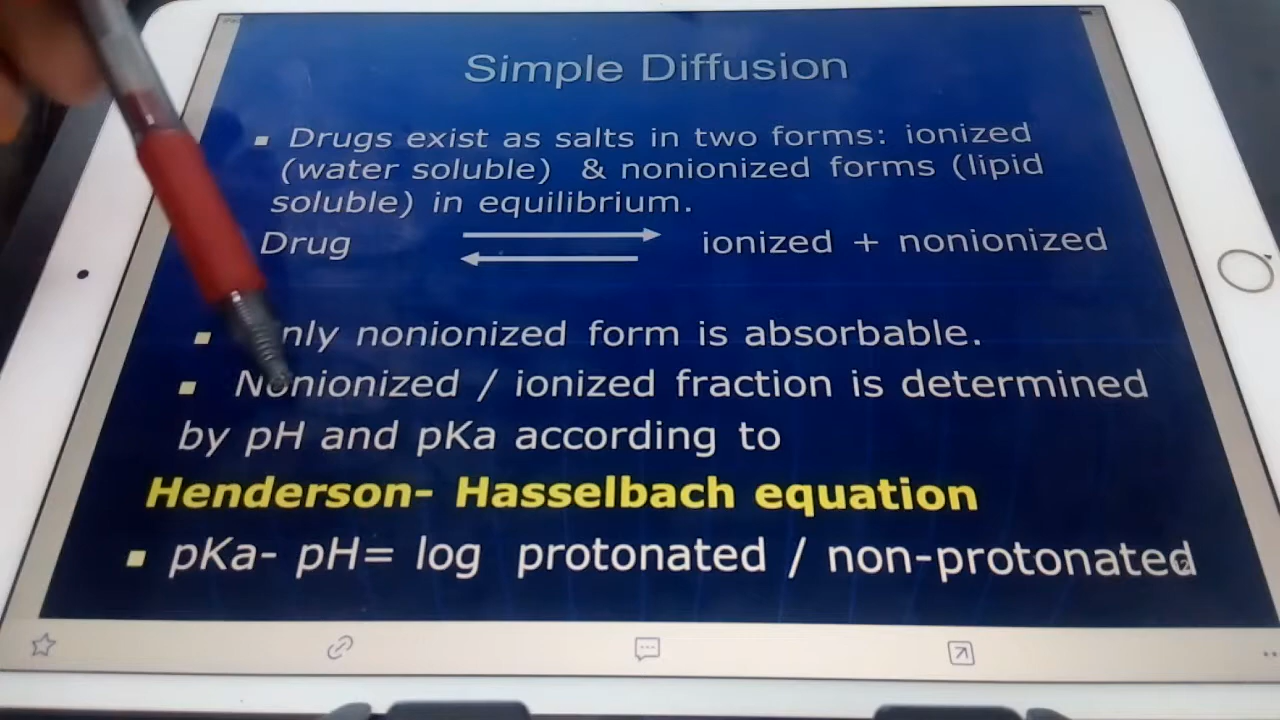 Simple Diffusion
Drugs exist as salts in two forms: ionized
(water soluble) & nonionized forms (lipid
soluble) in equilibrium.
Drug ionized + nonionized
nly nonionized form is absorbable.
Nonionized / ionized fraction is determined
by pH and pKa according to
Henderson- Hasselbach equation
pKa- pH= log protonated / non-protonated
12